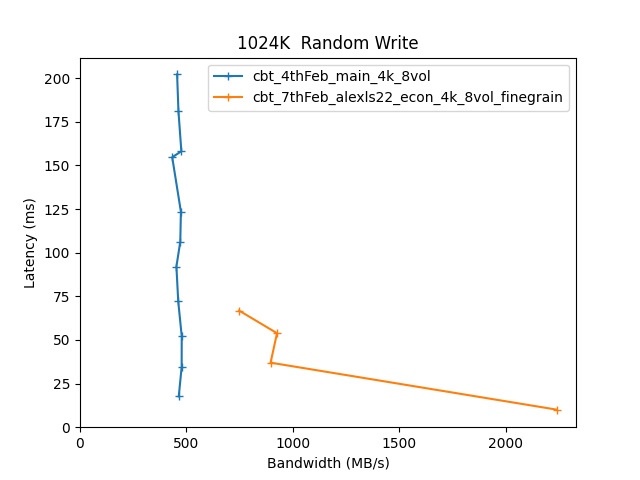 1024K  Random Write
cbt_4thFeb_main_4k_8vol
cbt_7thFeb_alexls22_econ_4k_8vol_finegrain
200
175
150
125
100
75
50
25
0
Latency (ms)
0
500
1000
1500
2000
Bandwidth (MB/s)